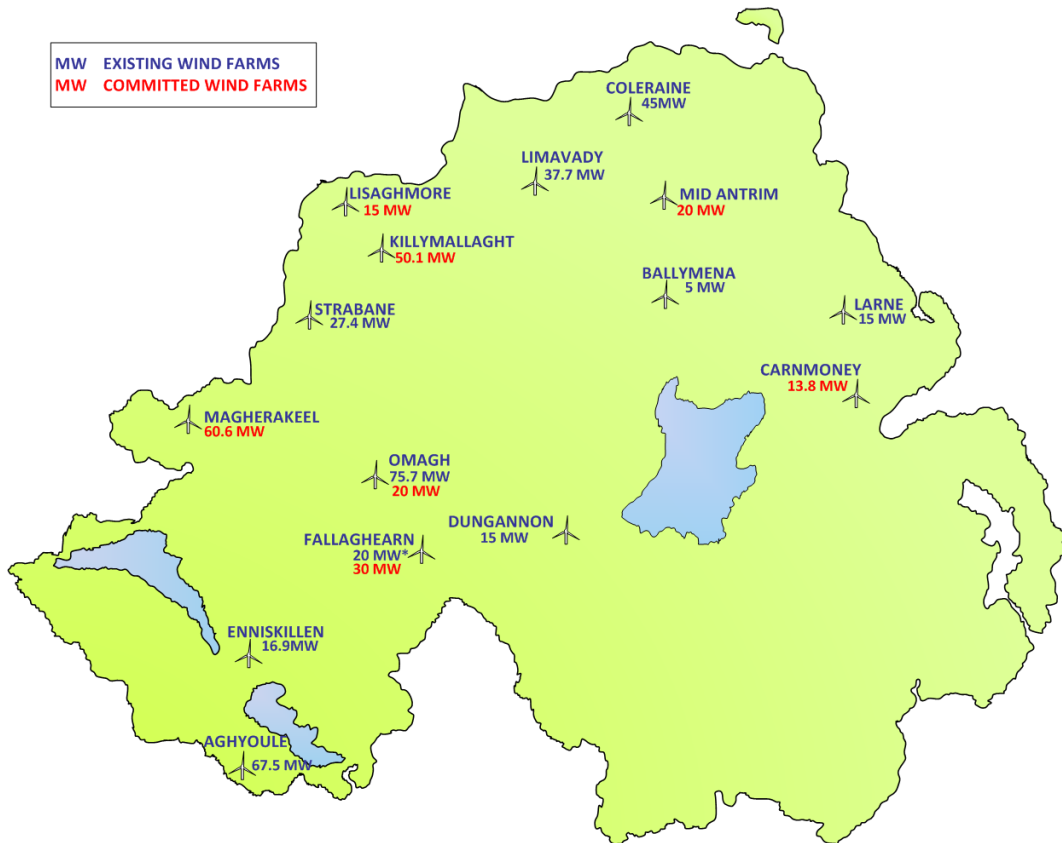 MW EXISTING WIND FARMS
MW COMMITTED WIND FARMS
COLERAINE
45MW
LIMAVADY
37.7 MW
LISAGHMORE
15 MW
MID ANTRIM
20 MW
KILLYMALLAGHT
50.1 MW
BALLYMENA
5 MW
STRABANE
27.4 MW
LARNE
15 MW
CARNMONEY
13.8 MW
MAGHERAKEEL
60.6 MW
OMAGH
75.7 MW
20 MW
DUNGANNON
15 MW
FALLAGHEARN
20 MW*
30 MW
ENNISKILLEN
16.9MW
AGHYOULE
67.5 MW